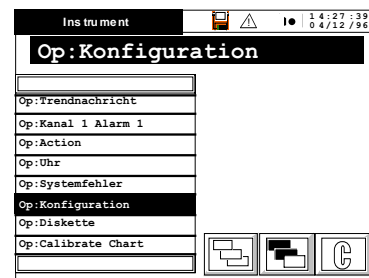 Instrument
14:27:39
04/12/96
Op:Konfiguration
Op:Trendnachricht
Op:Kanal 1 Alarm 1
Op:Action
Op:Uhr
Op:Systemfehler
Op:Konfiguration
Op:Diskette
Op:Calibrate Chart
C